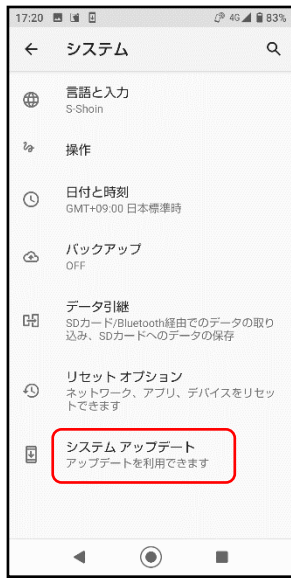 17:20 4G 83%
システム
言語と入力
S-Shoin
操作
日付と時刻
GMT+09:00 日本標準時
バックアップ
OFF
データ引継
SDカード/Bluetooth経由でのデータの取り
込み、SDカードへのデータの保存
リセット オプション
ネットワーク、アプリ、デバイスをリセッ
トできます
システム アップデート
アップデートを利用できます